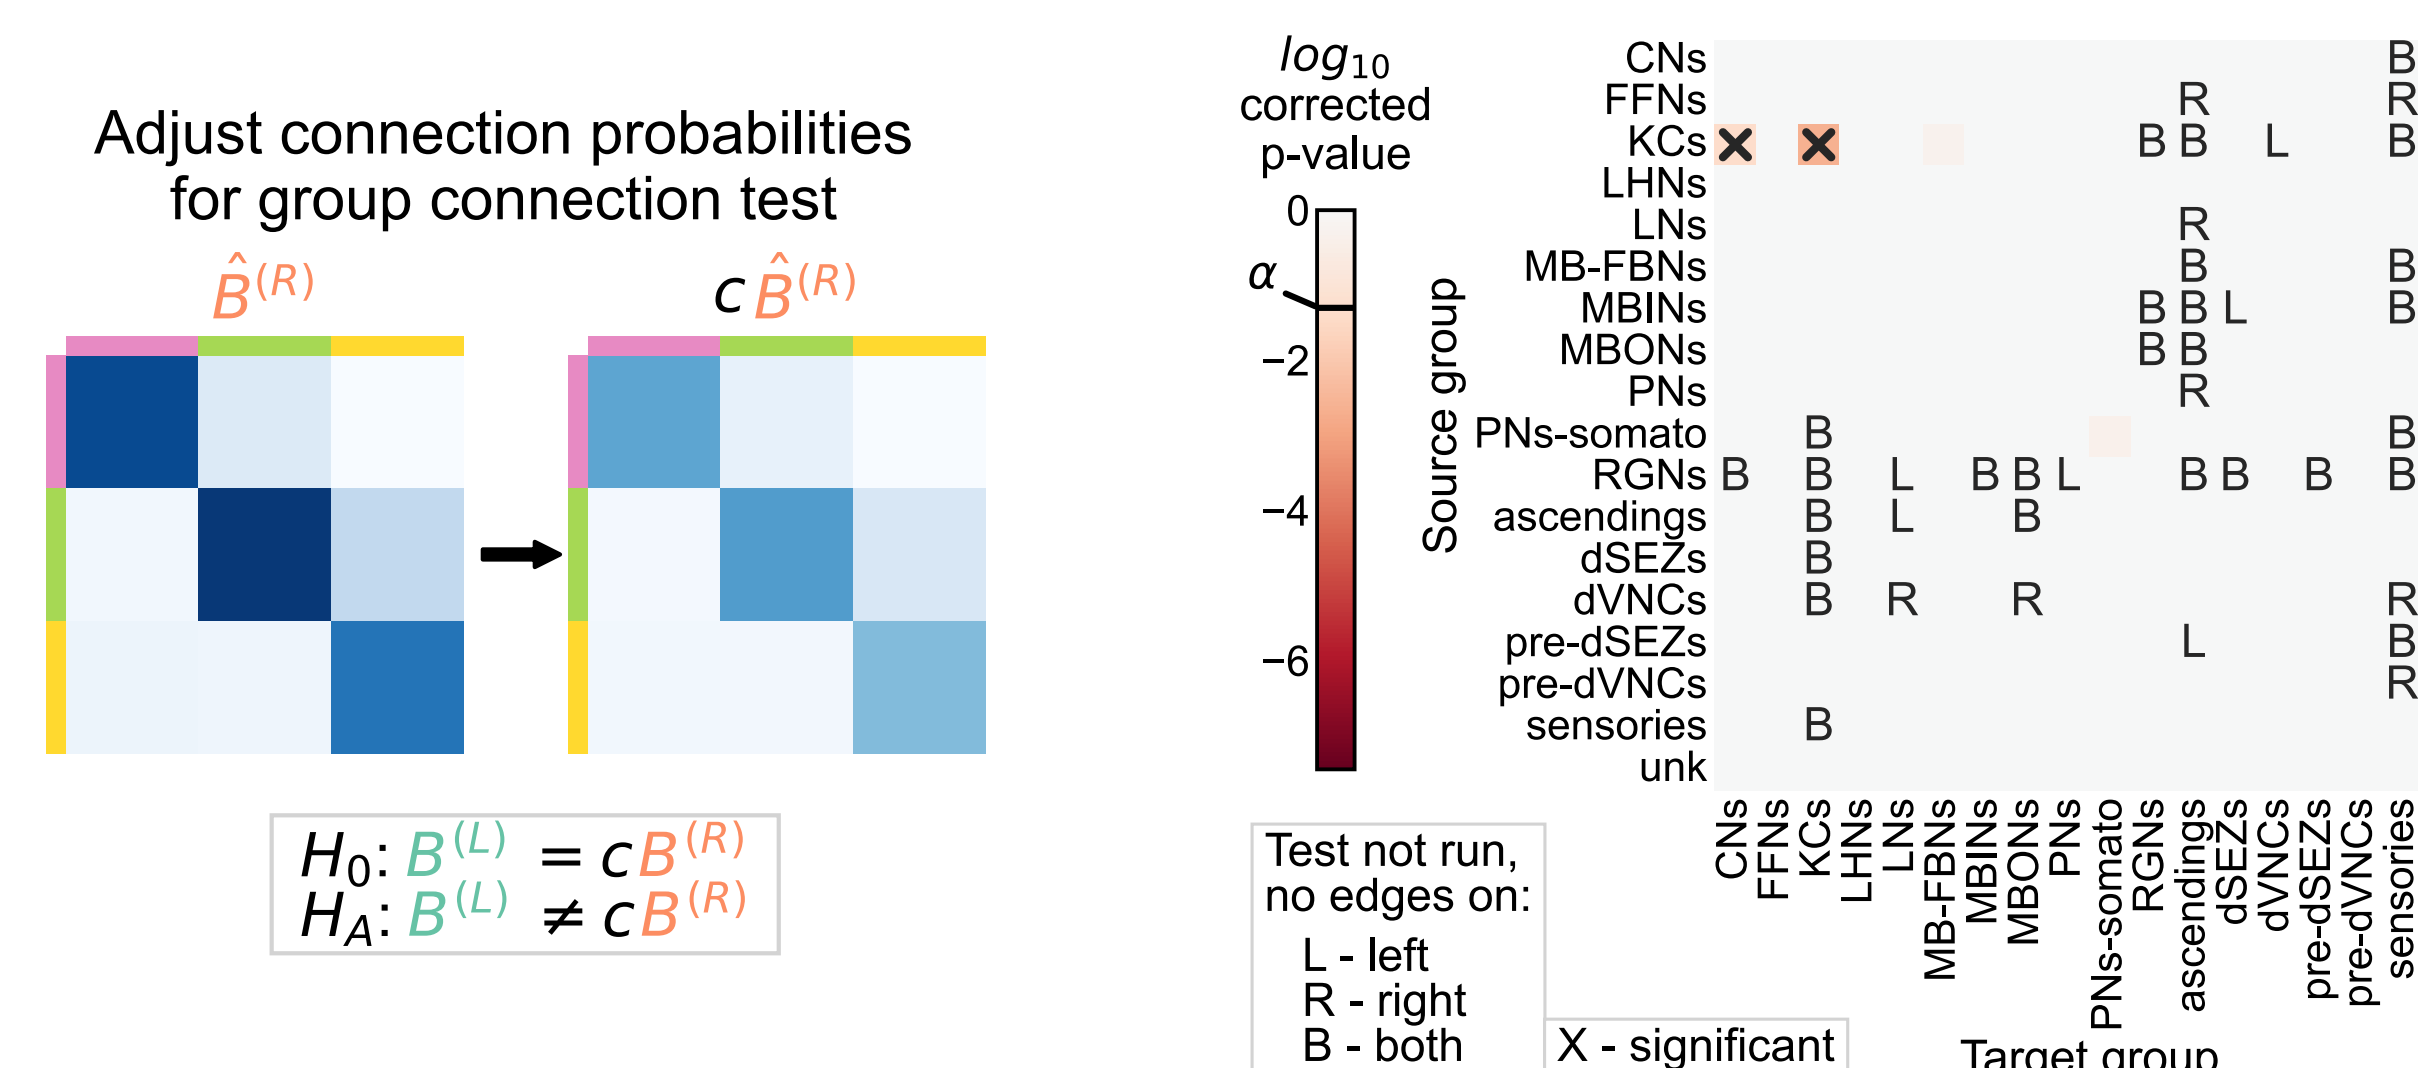 Adjust connection probabilities
for group connection test
B̂(R)
c B̂(R)
H0: B(L) = cB(R)
HA: B(L) ≠ cB(R)
log10
corrected
p-value
0
α
−2
−4
−6
Source group
CNs B
FFNs R R
KCs X X B B L B
LHNs
LNs R
MB-FBNs B B
MBINs B B L B
MBONs B B
PNs R
PNs-somato B B
RGNs B B L B B L B B B B
ascendings B L B
dSEZs B
dVNCs B R R R
pre-dSEZs L B
pre-dVNCs R
sensories B
unk
CNs
FFNs
KCs
LHNs
LNs
MB-FBNs
MBINs
MBONs
PNs
PNs-somato
RGNs
ascendings
dSEZs
dVNCs
pre-dSEZs
pre-dVNCs
sensories
Target group
Test not run,
no edges on:
L - left
R - right
B - both
X - significant